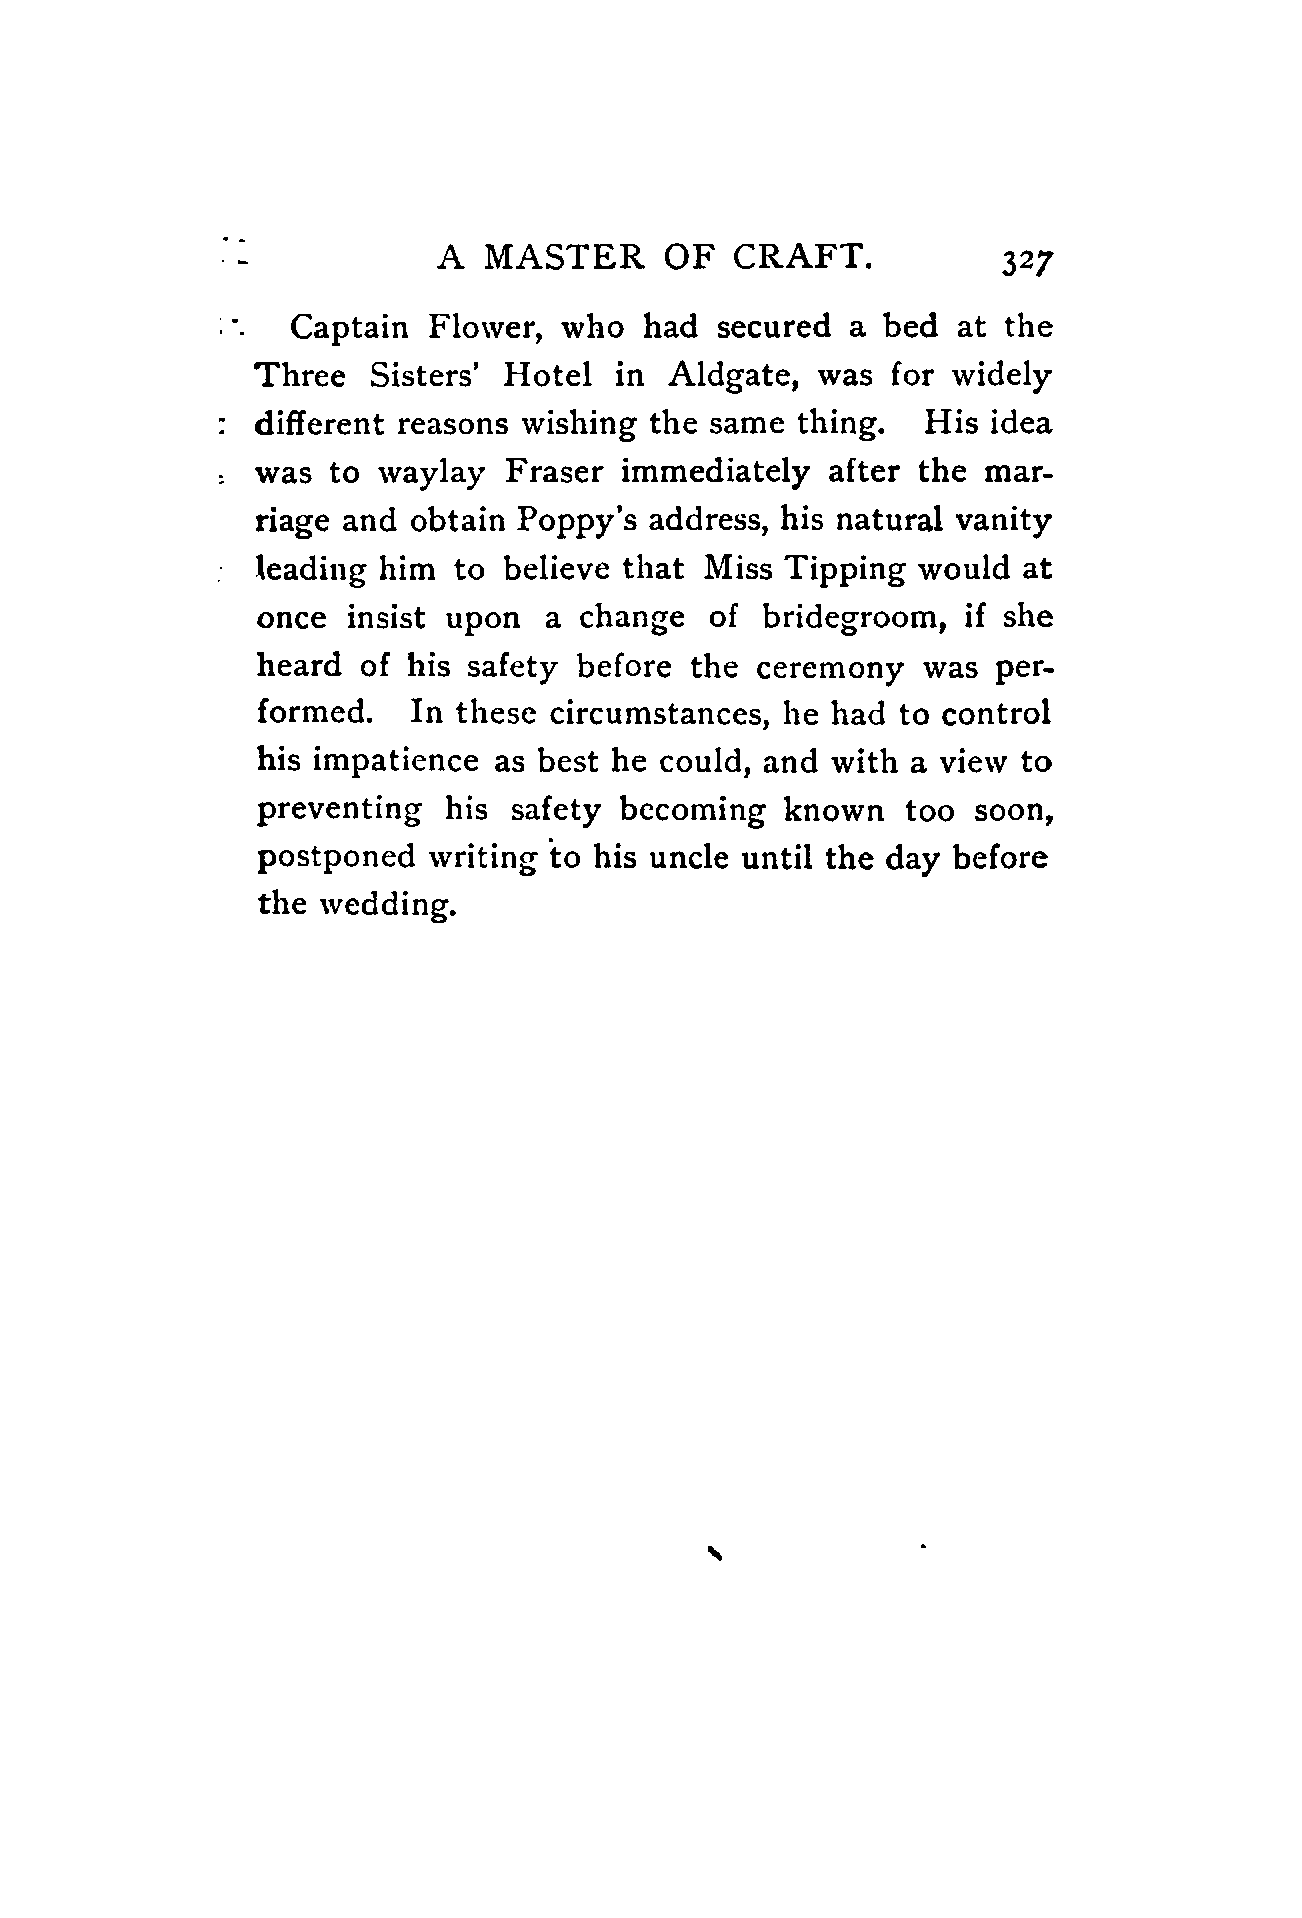 A MASTER OF CRAFT. 327
Captain Flower, who had secured a bed at the
Three Sisters' Hotel in Aldgate, was for widely
different reasons wishing the same thing. His idea
was to waylay Fraser immediately after the mar-
riage and obtain Poppy's address, his natural vanity
leading him to believe that Miss Tipping would at
once insist upon a change of bridegroom, if she
heard of his safety before the ceremony was per-
formed. In these circumstances, he had to control
his impatience as best he could, and with a view to
preventing his safety becoming known too soon,
postponed writing to his uncle until the day before
the wedding.